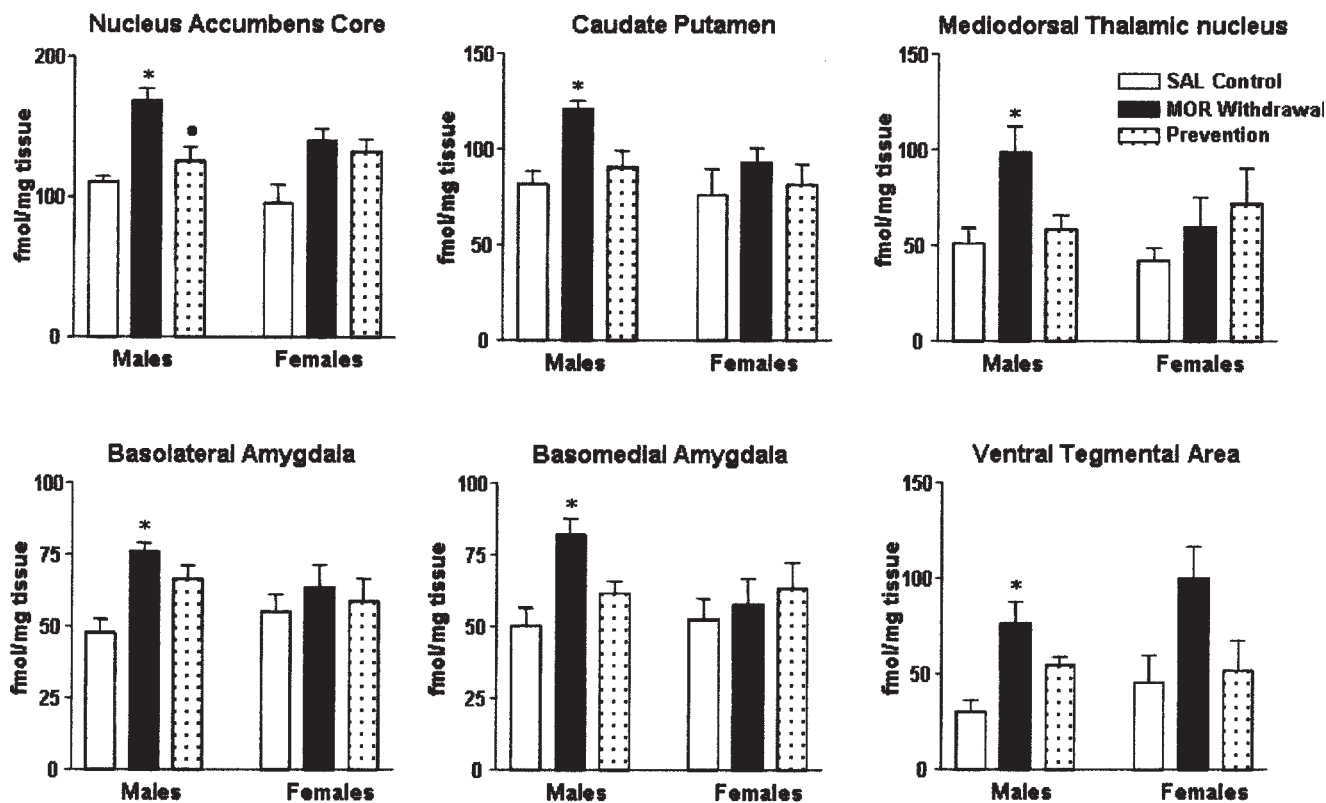 Nucleus Accumbens Core
fmol/mg tissue
200
100
0
*
Males
Females
Caudate Putamen
fmol/mg tissue
150
100
50
0
*
Males
Females
Mediodorsal Thalamic nucleus
fmol/mg tissue
150
100
50
0
*
SAL Control
MOR Withdrawal
Prevention
Males
Females
Basolateral Amygdala
fmol/mg tissue
100
75
50
25
0
*
Males
Females
Basomedial Amygdala
fmol/mg tissue
100
75
50
25
0
*
Males
Females
Ventral Tegmental Area
fmol/mg tissue
150
100
50
0
*
Males
Females